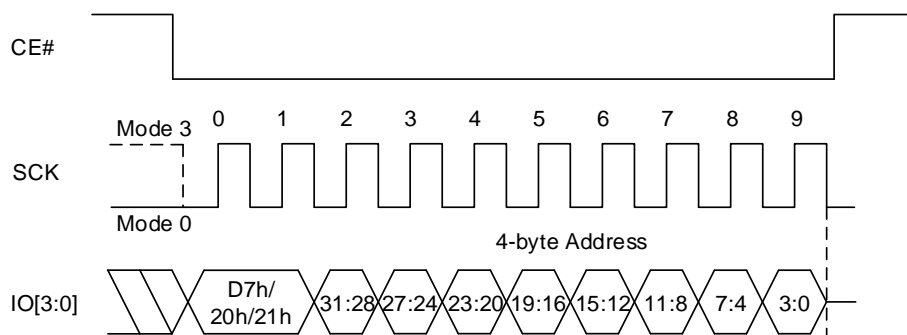 CE#
Mode 3
0 1 2 3 4 5 6 7 8 9
SCK
Mode 0
4-byte Address
IO[3:0]
D7h/
20h/21h
31:28 27:24 23:20 19:16 15:12 11:8 7:4 3:0